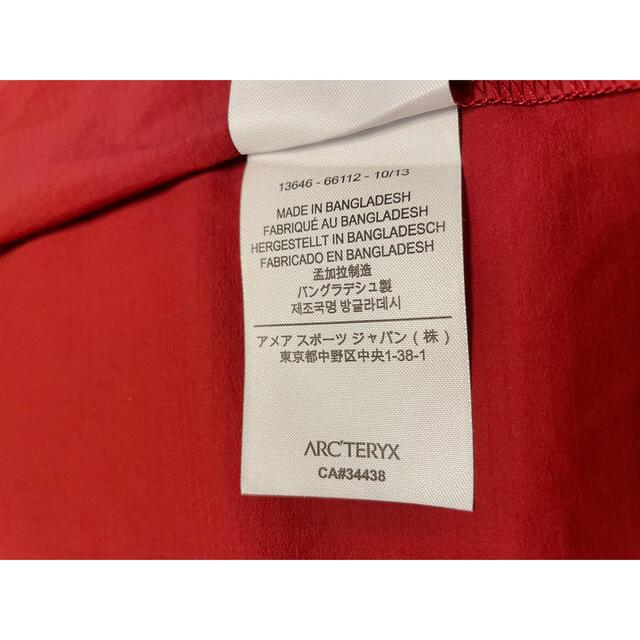 13646 - 66112 - 10/13
MADE IN BANGLADESH
FABRIQUÉ AU BANGLADESH
HERGESTELLT IN BANGLADESCH
FABRICADO EN BANGLADESH
孟加拉制造
バングラデシュ製
제조국명 방글라데시
アメア スポーツ ジャパン ( 株 )
東京都中野区中央1-38-1
ARC'TERYX
CA#34438